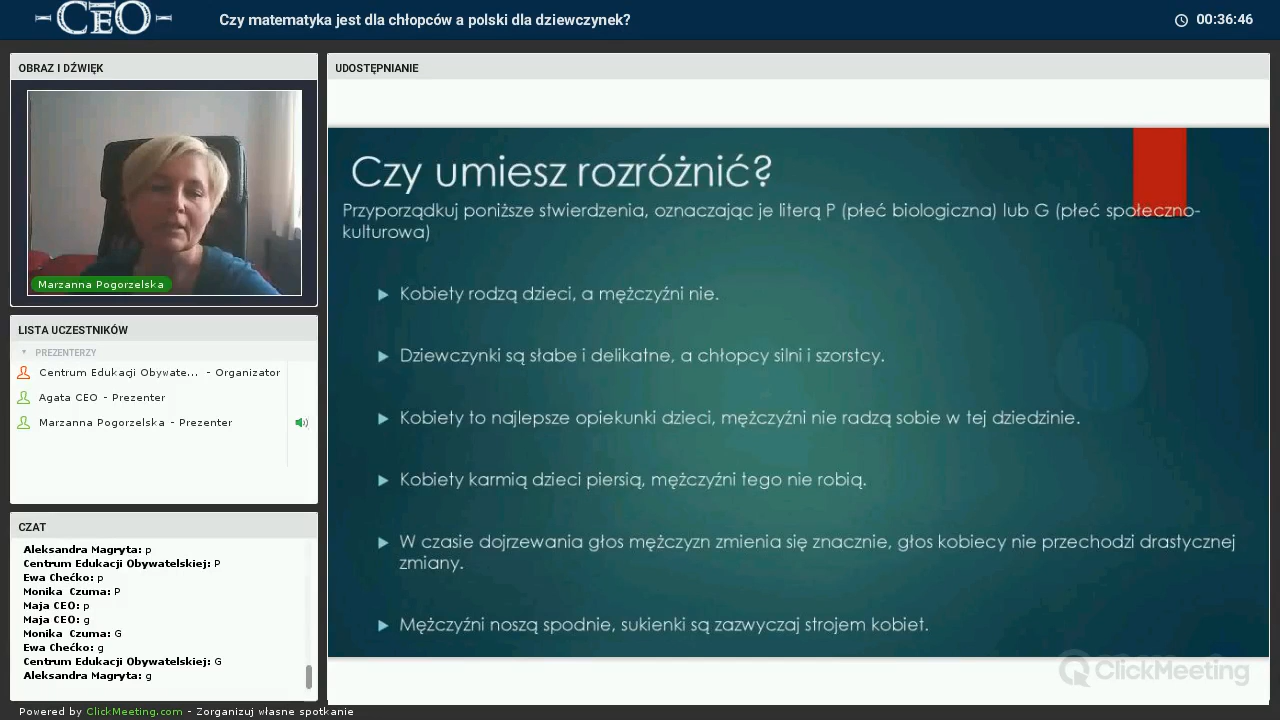 CEO
Czy matematyka jest dla chłopców a polski dla dziewczynek?
00:36:46
OBRAZ I DŹWIĘK
Marzanna Pogorzelska
LISTA UCZESTNIKÓW
PREZENTERZY
Centrum Edukacji Obywate... - Organizator
Agata CEO - Prezenter
Marzanna Pogorzelska - Prezenter
CZAT
Aleksandra Magryta: p
Centrum Edukacji Obywatelskiej: P
Ewa Chećko: p
Monika Czuma: P
Maja CEO: p
Maja CEO: g
Monika Czuma: G
Ewa Chećko: g
Centrum Edukacji Obywatelskiej: G
Aleksandra Magryta: g
UDOSTĘPNIANIE
Czy umiesz rozróżnić?
Przyporządkuj poniższe stwierdzenia, oznaczając je literą P (płeć biologiczna) lub G (płeć społeczno-
kulturowa)
Kobiety rodzą dzieci, a mężczyźni nie.
Dziewczynki są słabe i delikatne, a chłopcy silni i szorstcy.
Kobiety to najlepsze opiekunki dzieci, mężczyźni nie radzą sobie w tej dziedzinie.
Kobiety karmią dzieci piersią, mężczyźni tego nie robią.
W czasie dojrzewania głos mężczyzn zmienia się znacznie, głos kobiecy nie przechodzi drastycznej
zmiany.
Mężczyźni noszą spodnie, sukienki są zazwyczaj strojem kobiet.
ClickMeeting
Powered by ClickMeeting.com - Zorganizuj własne spotkanie